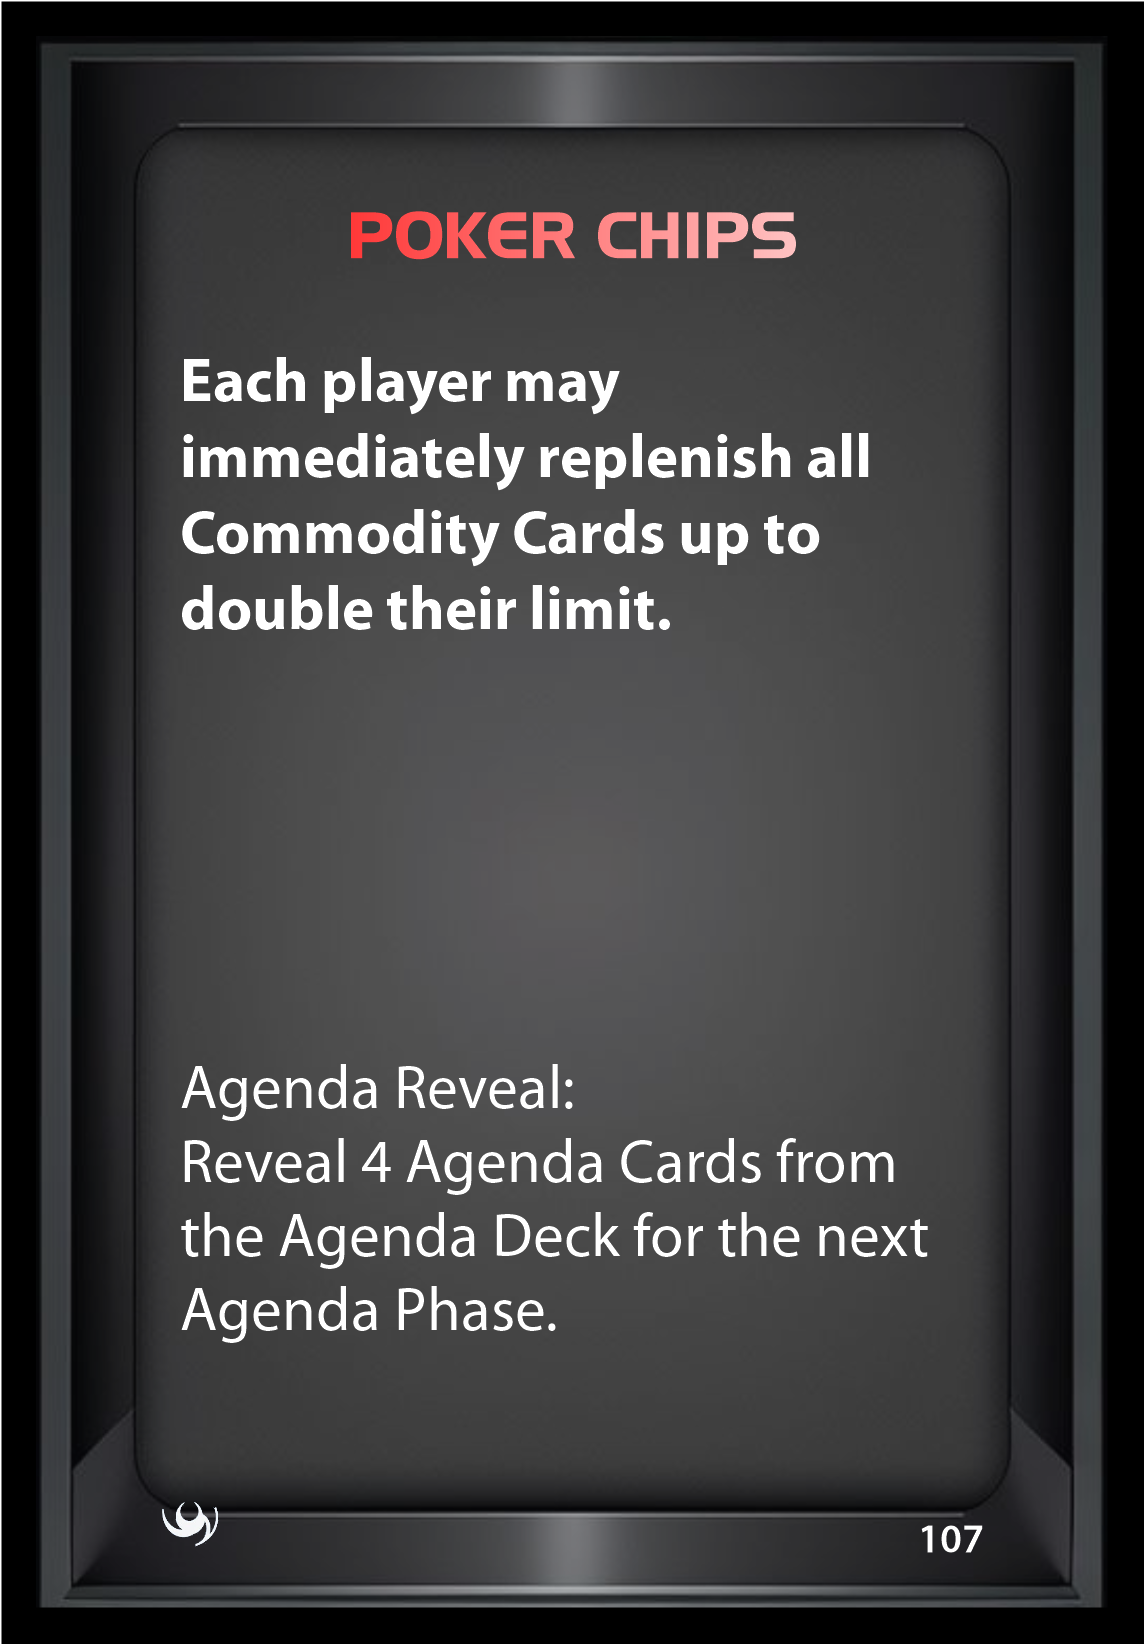 POKER CHIPS
Each player may
immediately replenish all
Commodity Cards up to
double their limit.
Agenda Reveal:
Reveal 4 Agenda Cards from
the Agenda Deck for the next
Agenda Phase.
107